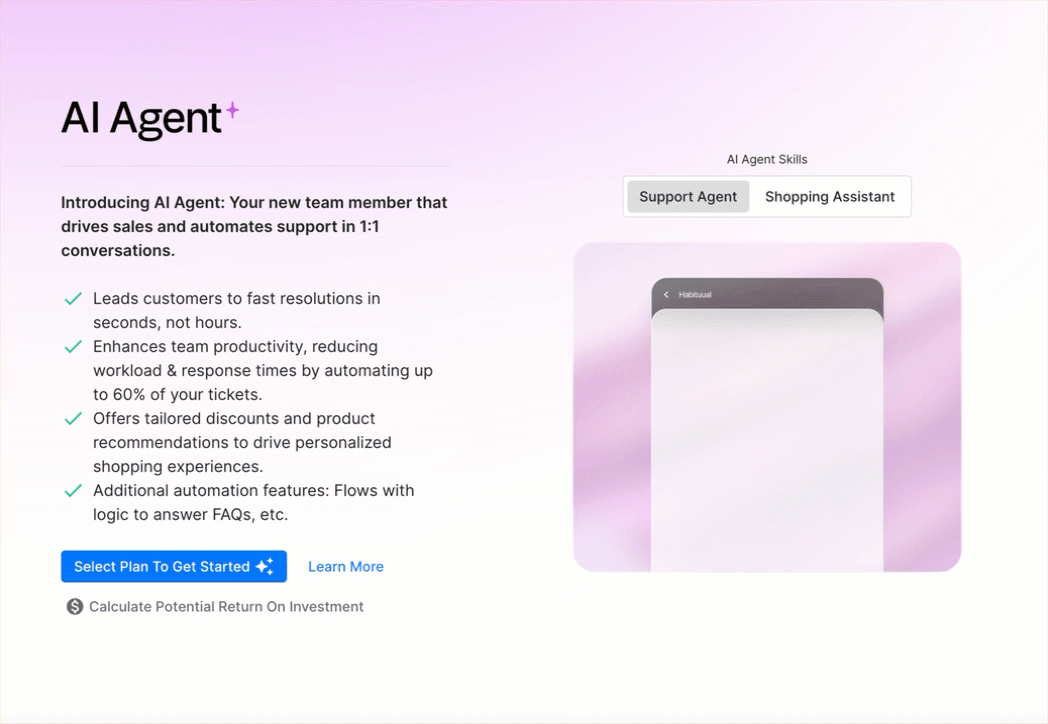 AI Agent
Introducing AI Agent: Your new team member that
drives sales and automates support in 1:1
conversations.
Leads customers to fast resolutions in
seconds, not hours.
Enhances team productivity, reducing
workload & response times by automating up
to 60% of your tickets.
Offers tailored discounts and product
recommendations to drive personalized
shopping experiences.
Additional automation features: Flows with
logic to answer FAQs, etc.
Select Plan To Get Started
Learn More
Calculate Potential Return On Investment
AI Agent Skills
Support Agent
Shopping Assistant
Habituual